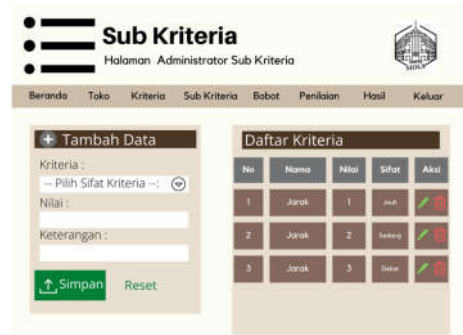 Sub Kriteria
Halaman Administrator Sub Kriteria
Beranda Toko Kriteria Sub Kriteria Bobot Penilaian Hasil Keluar
Tambah Data
Kriteria :
-- Pilih Sifat Kriteria --:
Nilai :
Keterangan :
Simpan Reset
Daftar Kriteria
No Nama Nilai Sifat Aksi
1 Jarak 1 Jauh
2 Jarak 2 Sedang
3 Jarak 3 Dekat